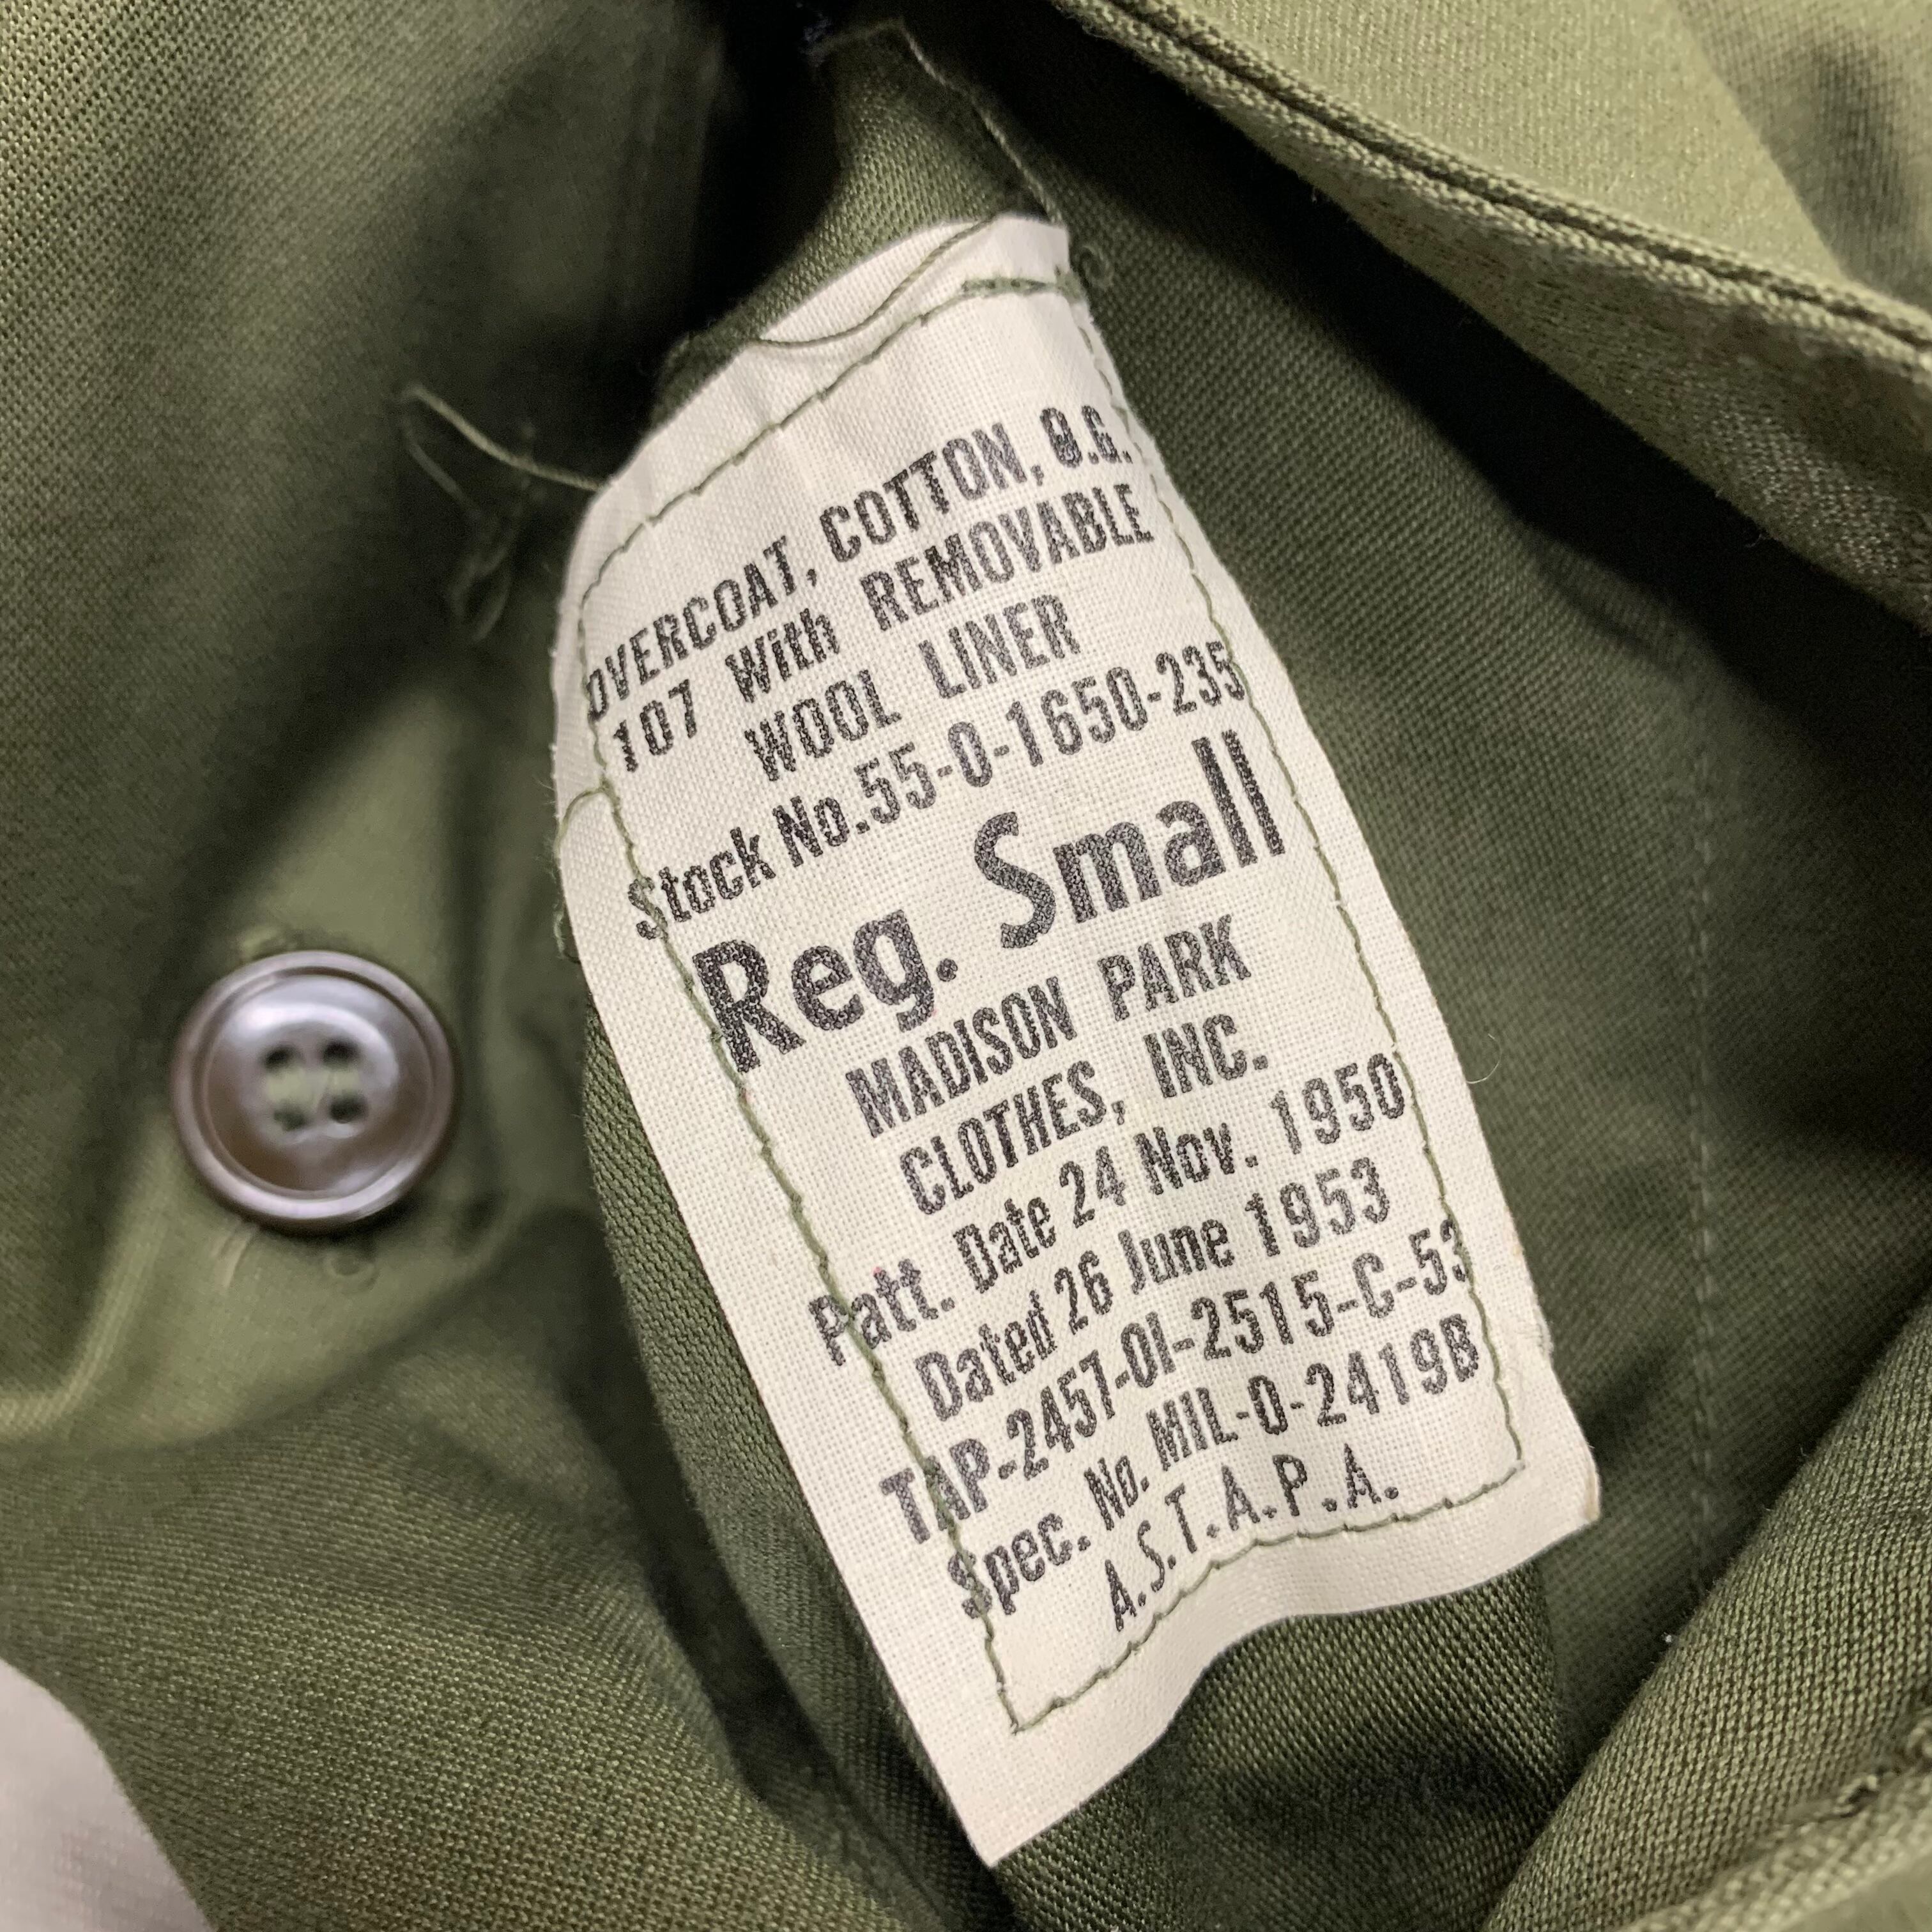 OVERCOAT, COTTON, O.G.
107 With REMOVABLE
WOOL LINER
Stock No.55-O-1650-235
Reg. Small
MADISON PARK
CLOTHES, INC.
Patt. Date 24 Nov. 1950
Dated 26 June 1953
TAP-2457-OI-2515-C-53
Spec. No. MIL-O-2419B
A.S.T.A.P.A.